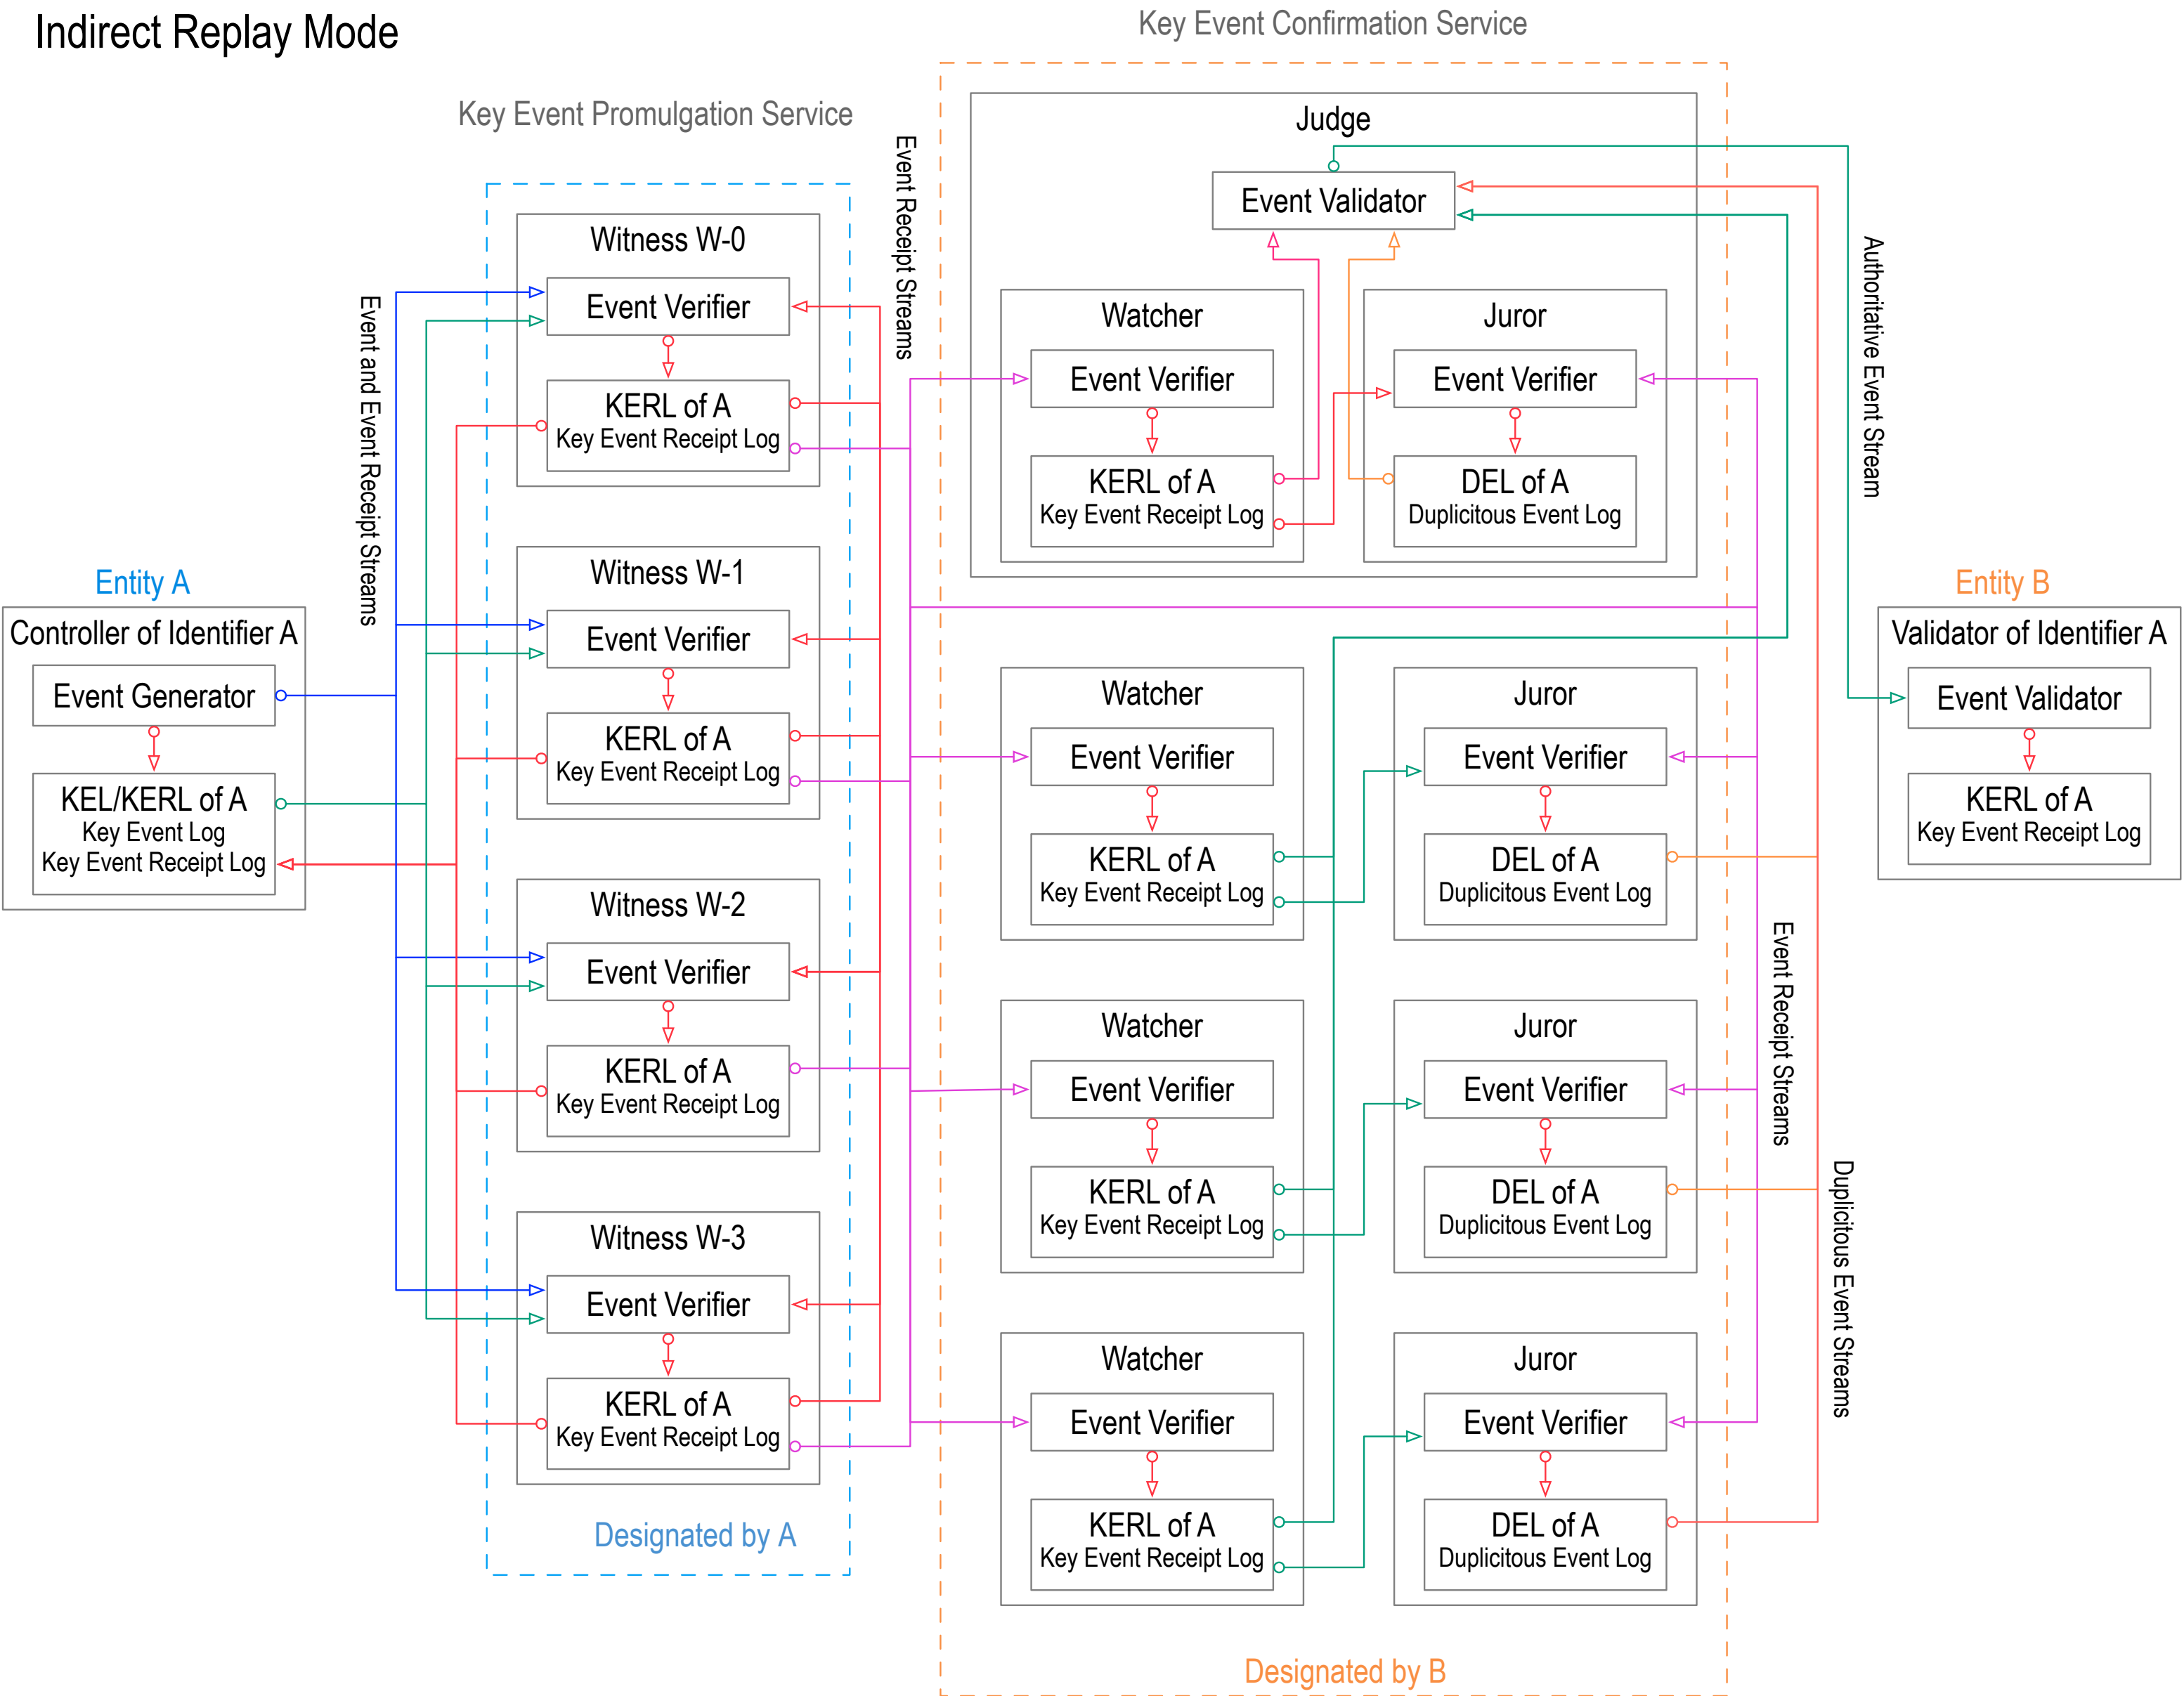 Indirect Replay Mode
Key Event Confirmation Service
Key Event Promulgation Service
Event and Event Receipt Streams
Event Receipt Streams
Authoritative Event Stream
Entity A
Controller of Identifier A
Event Generator
KEL/KERL of A
Key Event Log
Key Event Receipt Log
Witness W-0
Event Verifier
KERL of A
Key Event Receipt Log
Witness W-1
Event Verifier
KERL of A
Key Event Receipt Log
Witness W-2
Event Verifier
KERL of A
Key Event Receipt Log
Witness W-3
Event Verifier
KERL of A
Key Event Receipt Log
Designated by A
Judge
Event Validator
Watcher
Event Verifier
KERL of A
Key Event Receipt Log
Juror
Event Verifier
DEL of A
Duplicitous Event Log
Watcher
Event Verifier
KERL of A
Key Event Receipt Log
Juror
Event Verifier
DEL of A
Duplicitous Event Log
Watcher
Event Verifier
KERL of A
Key Event Receipt Log
Juror
Event Verifier
DEL of A
Duplicitous Event Log
Watcher
Event Verifier
KERL of A
Key Event Receipt Log
Juror
Event Verifier
DEL of A
Duplicitous Event Log
Designated by B
Event Receipt Streams
Duplicitous Event Streams
Entity B
Validator of Identifier A
Event Validator
KERL of A
Key Event Receipt Log